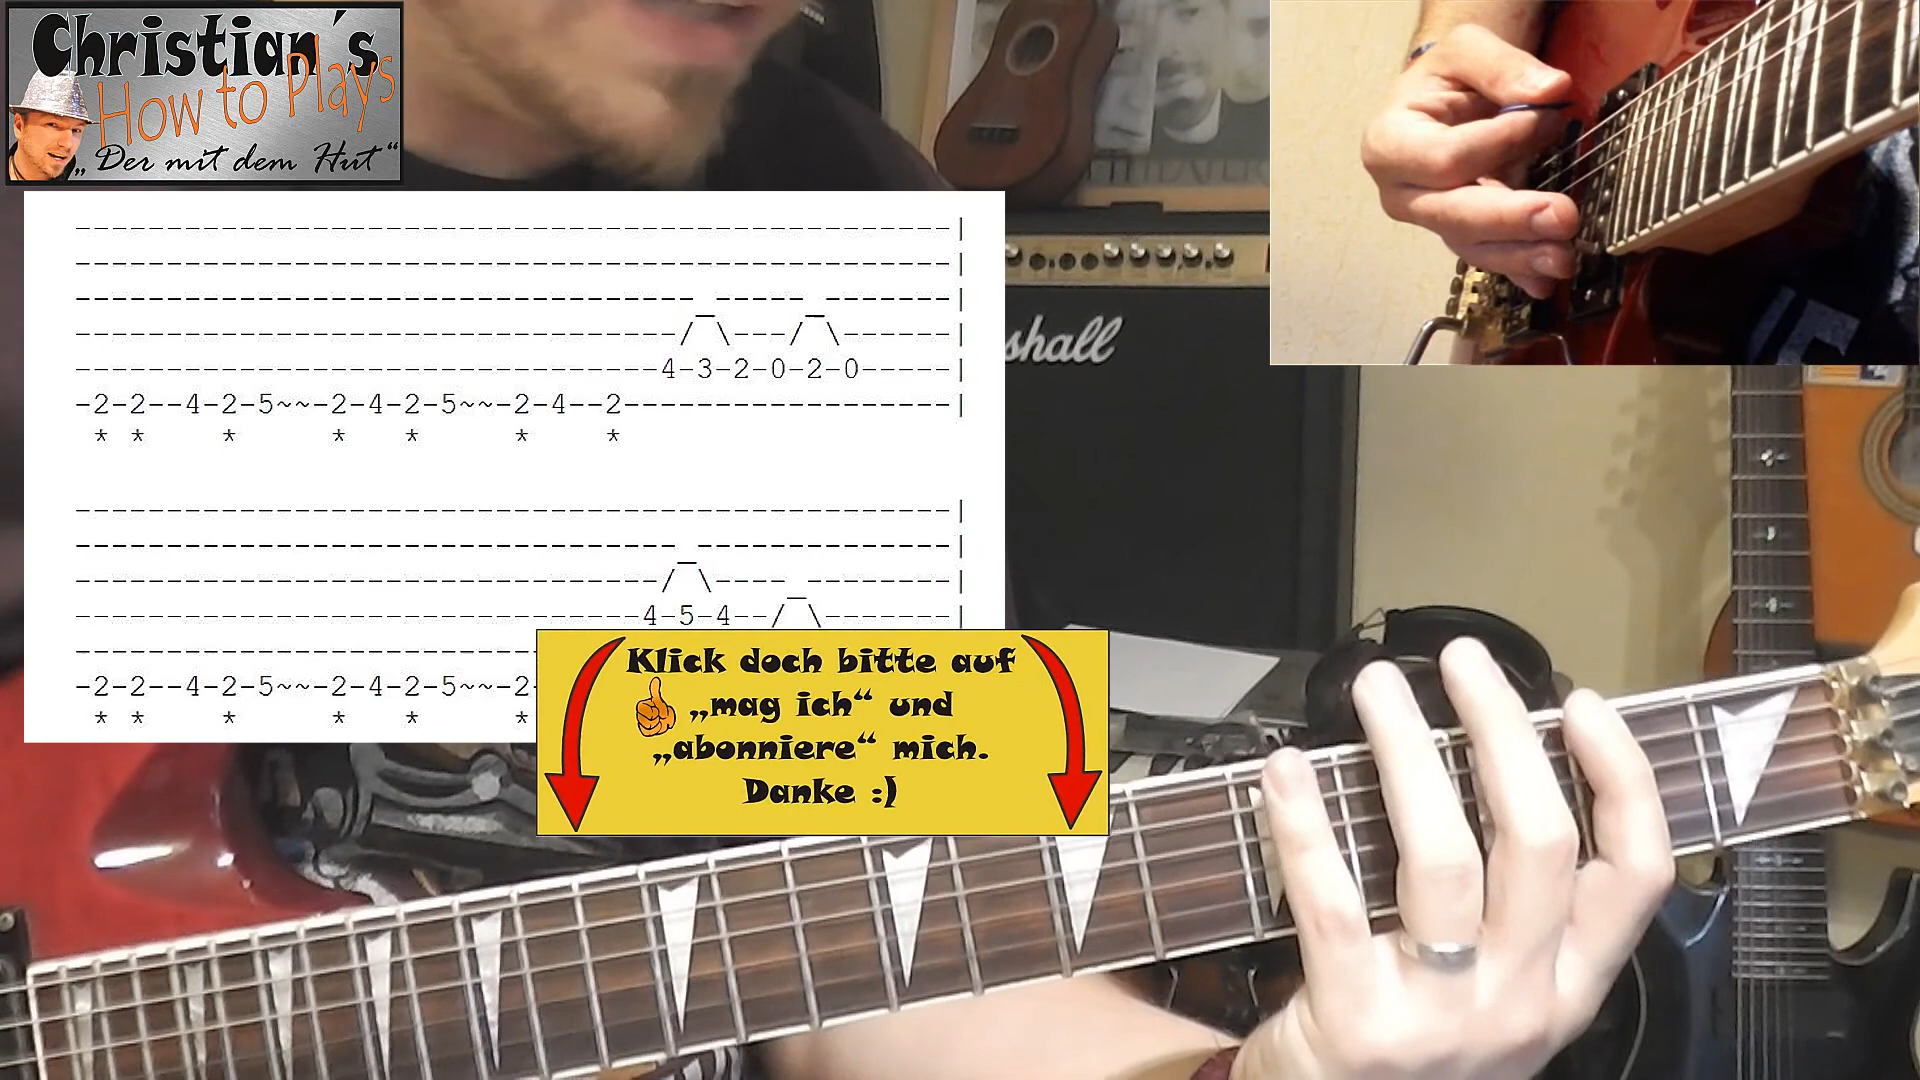 Christian´s
How to Plays
„Der mit dem Hut“
------------------------------------------------|
------------------------------------------------|
---------------------------------- _ ----- _ -------|
---------------------------------/ \---/ \------|
--------------------------------4-3-2-0-2-0-----|
-2-2--4-2-5~~-2-4-2-5~~-2-4--2------------------|
* * * * * * *
------------------------------------------------|
--------------------------------- _ --------------|
--------------------------------/ \---- _ --------|
-------------------------------4-5-4--/ \-------|
-------------------------
-2-2--4-2-5~~-2-4-2-5~~-2-
* * * * * *
shall
Klick doch bitte auf
„mag ich“ und
„abonniere“ mich.
Danke :)